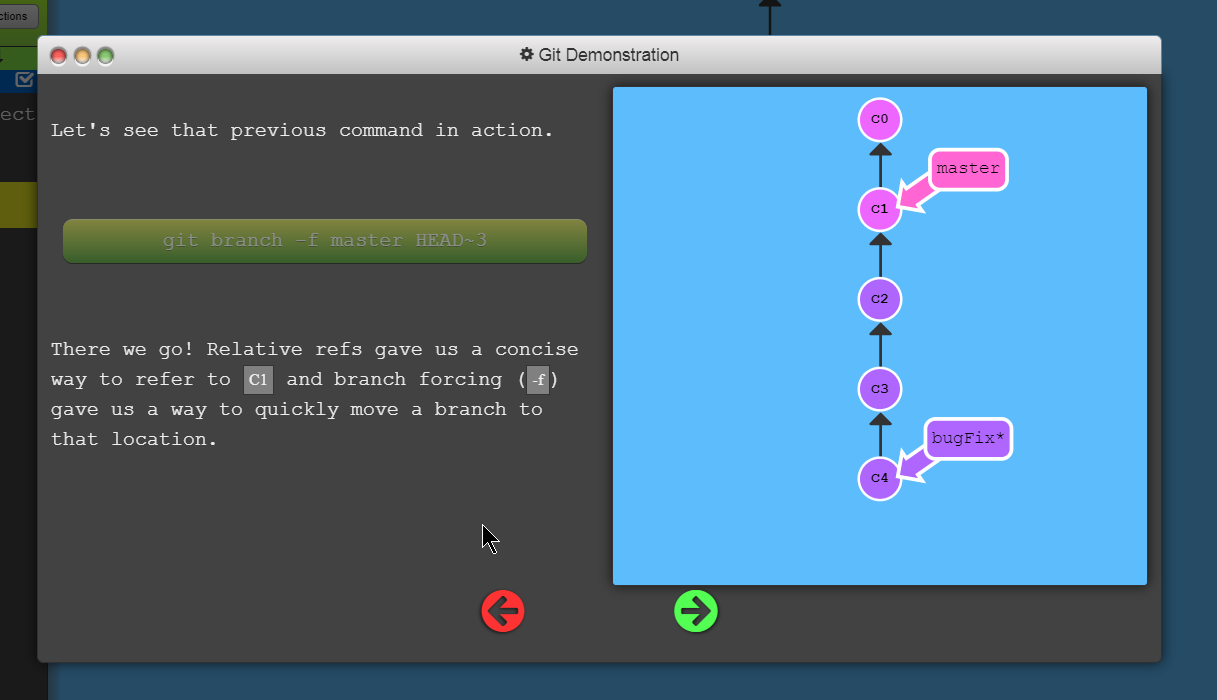 ctions
Git Demonstration
ect
Let's see that previous command in action.
git branch -f master HEAD~3
There we go! Relative refs gave us a concise
way to refer to C1 and branch forcing (-f)
gave us a way to quickly move a branch to
that location.
C0
master
C1
C2
C3
bugFix*
C4